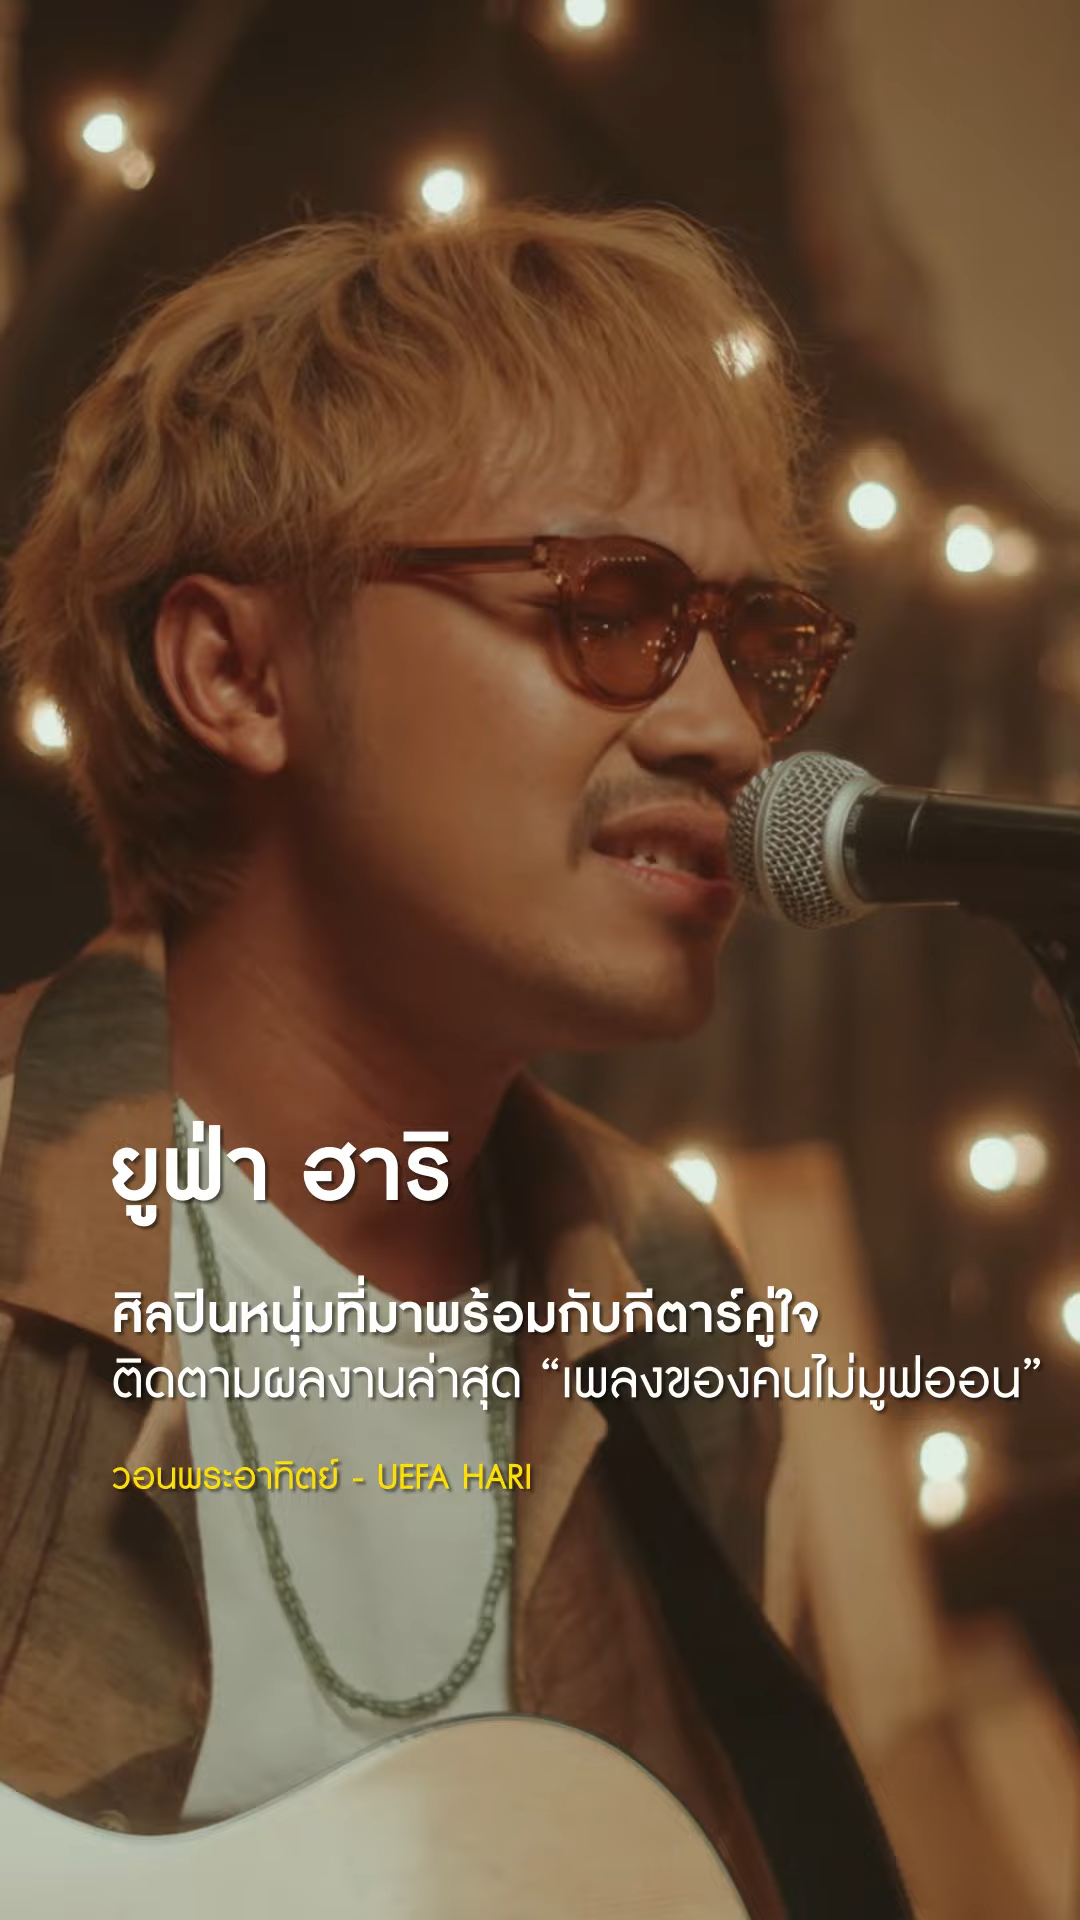 ยูฟ่า ฮาริ
ศิลปินหนุ่มที่มาพร้อมกับกีตาร์คู่ใจ
ติดตามผลงานล่าสุด “เพลงของคนไม่มูฟออน”
วอนพระอาทิตย์ - UEFA HARI